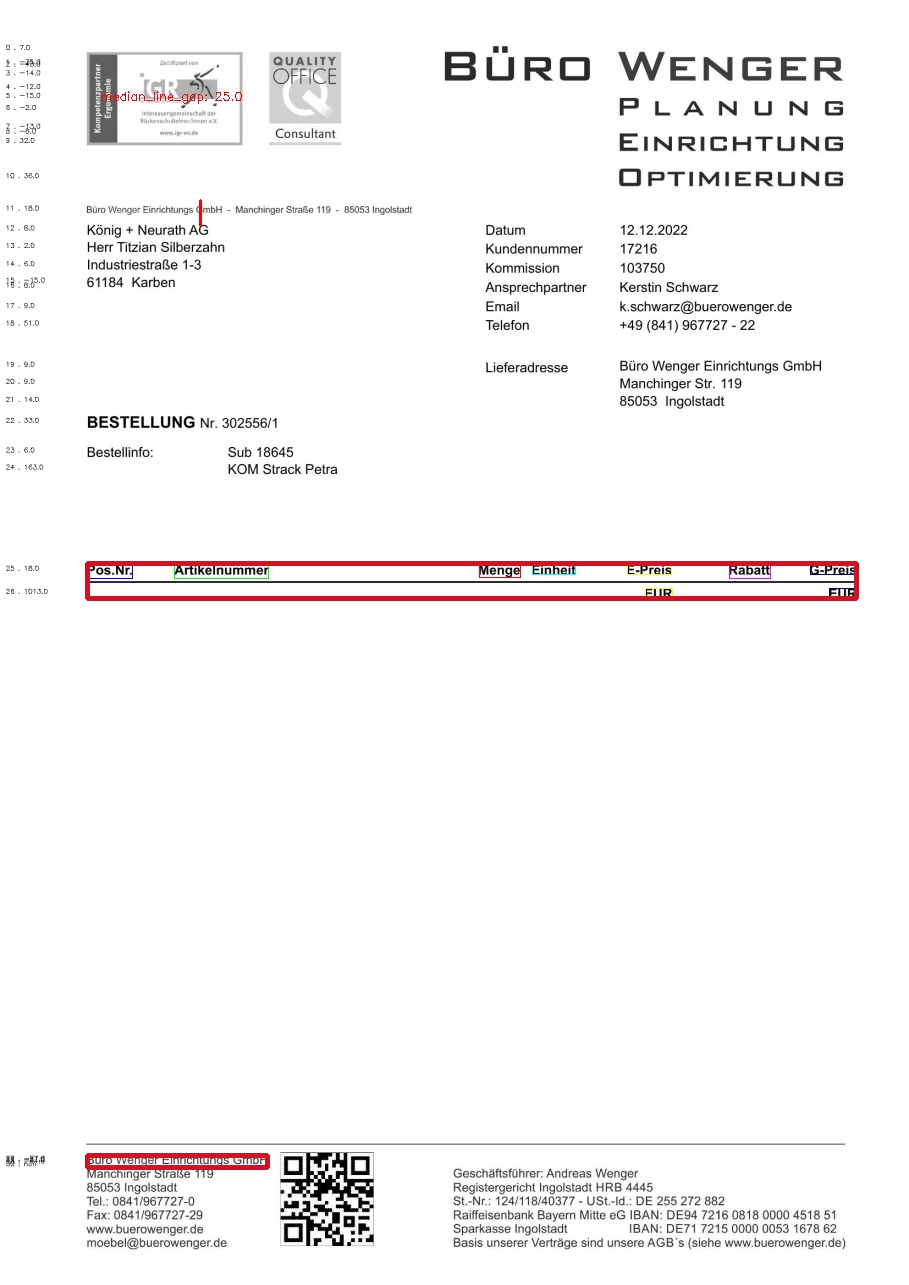 0 . 7.0
3 . -14.0
4 . -12.0
5 . -15.0
6 . -2.0
7 . -13.0
9 . 32.0
10 . 36.0
11 . 18.0
12 . 8.0
13 . 2.0
14 . 6.0
15 . -15.0
17 . 9.0
18 . 51.0
19 . 9.0
20 . 9.0
21 . 14.0
22 . 33.0
23 . 6.0
24 . 163.0
25 . 18.0
26 . 1013.0
Kompetenzpartner
Ergonomie
Zertifiziert von
iGR
median_line_gap: 25.0
Interessengemeinschaft der
Rückenschullehrer/Innen e.V.
www.igr-ev.de
QUALITY
OFFICE
Q
Consultant
BÜRO WENGER
PLANUNG
EINRICHTUNG
OPTIMIERUNG
Büro Wenger Einrichtungs GmbH - Manchinger Straße 119 - 85053 Ingolstadt
König + Neurath AG
Herr Titzian Silberzahn
Industriestraße 1-3
61184 Karben
Datum 12.12.2022
Kundennummer 17216
Kommission 103750
Ansprechpartner Kerstin Schwarz
Email k.schwarz@buerowenger.de
Telefon +49 (841) 967727 - 22
Lieferadresse Büro Wenger Einrichtungs GmbH
Manchinger Str. 119
85053 Ingolstadt
BESTELLUNG Nr. 302556/1
Bestellinfo: Sub 18645
KOM Strack Petra
Pos.Nr. Artikelnummer Menge Einheit E-Preis Rabatt G-Preis
EUR EUR
Büro Wenger Einrichtungs GmbH
Manchinger Straße 119
85053 Ingolstadt
Tel.: 0841/967727-0
Fax: 0841/967727-29
www.buerowenger.de
moebel@buerowenger.de
Geschäftsführer: Andreas Wenger
Registergericht Ingolstadt HRB 4445
St.-Nr.: 124/118/40377 - USt.-Id.: DE 255 272 882
Raiffeisenbank Bayern Mitte eG IBAN: DE94 7216 0818 0000 4518 51
Sparkasse Ingolstadt IBAN: DE71 7215 0000 0053 1678 62
Basis unserer Verträge sind unsere AGB´s (siehe www.buerowenger.de)